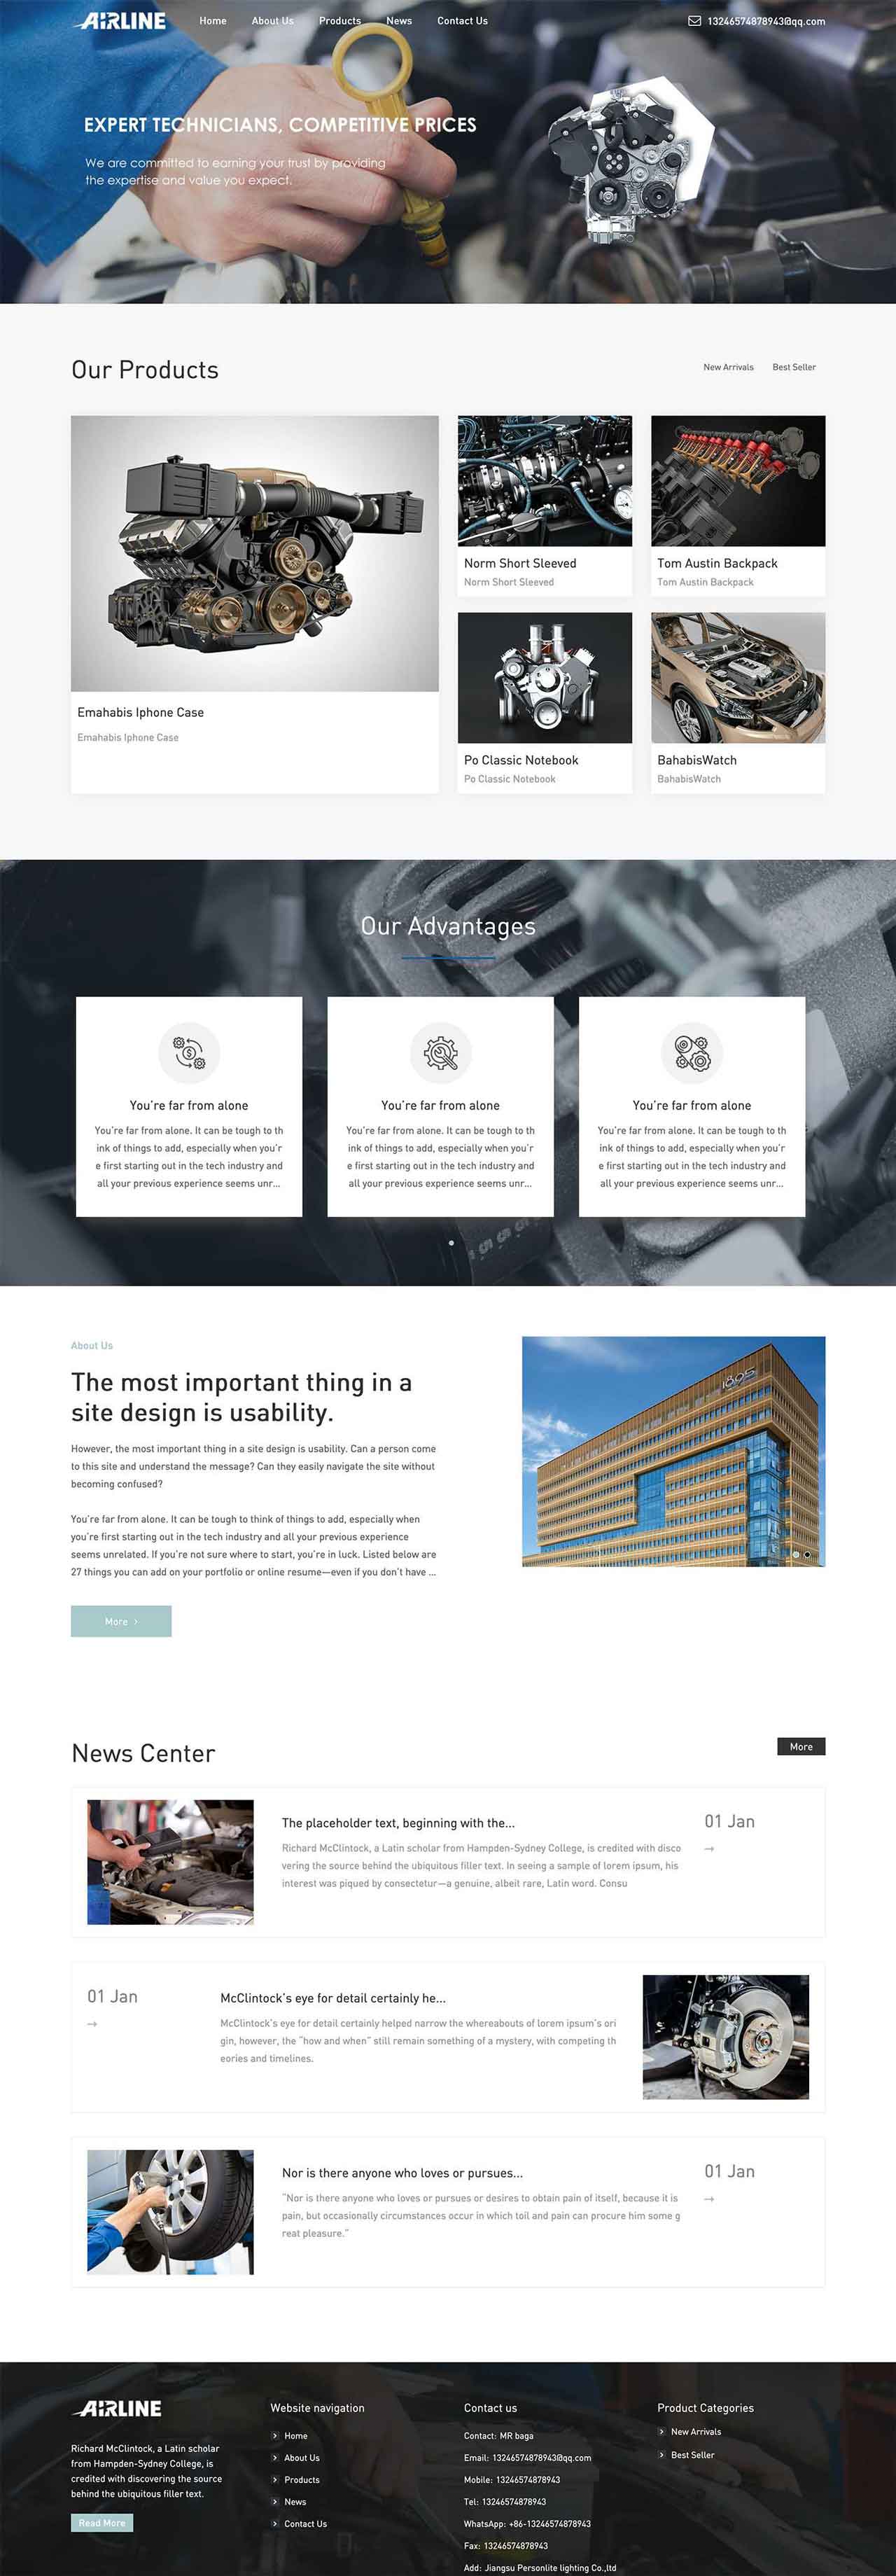 AIRLINE
Home
About Us
Products
News
Contact Us
13246574878943@qq.com
EXPERT TECHNICIANS, COMPETITIVE PRICES
We are committed to earning your trust by providing
the expertise and value you expect.
Our Products
New Arrivals
Best Seller
Emahabis Iphone Case
Emahabis Iphone Case
Norm Short Sleeved
Norm Short Sleeved
Tom Austin Backpack
Tom Austin Backpack
Po Classic Notebook
Po Classic Notebook
BahabisWatch
BahabisWatch
Our Advantages
You're far from alone
You're far from alone. It can be tough to th
ink of things to add, especially when you'r
e first starting out in the tech industry and
all your previous experience seems unr...
You're far from alone
You're far from alone. It can be tough to th
ink of things to add, especially when you'r
e first starting out in the tech industry and
all your previous experience seems unr...
You're far from alone
You're far from alone. It can be tough to th
ink of things to add, especially when you'r
e first starting out in the tech industry and
all your previous experience seems unr...
About Us
The most important thing in a
site design is usability.
However, the most important thing in a site design is usability. Can a person come
to this site and understand the message? Can they easily navigate the site without
becoming confused?
You're far from alone. It can be tough to think of things to add, especially when
you're first starting out in the tech industry and all your previous experience
seems unrelated. If you're not sure where to start, you're in luck. Listed below are
27 things you can add on your portfolio or online resume—even if you don't have ...
More >
1895
News Center
More
The placeholder text, beginning with the...
Richard McClintock, a Latin scholar from Hampden-Sydney College, is credited with disco
vering the source behind the ubiquitous filler text. In seeing a sample of lorem ipsum, his
interest was piqued by consectetur—a genuine, albeit rare, Latin word. Consu
01 Jan
→
01 Jan
→
McClintock's eye for detail certainly he...
McClintock's eye for detail certainly helped narrow the whereabouts of lorem ipsum's ori
gin, however, the "how and when" still remain something of a mystery, with competing th
eories and timelines.
Nor is there anyone who loves or pursues...
"Nor is there anyone who loves or pursues or desires to obtain pain of itself, because it is
pain, but occasionally circumstances occur in which toil and pain can procure him some g
reat pleasure."
01 Jan
→
AIRLINE
Richard McClintock, a Latin scholar
from Hampden-Sydney College, is
credited with discovering the source
behind the ubiquitous filler text.
Read More
Website navigation
Home
About Us
Products
News
Contact Us
Contact us
Contact: MR baga
Email: 13246574878943@qq.com
Mobile: 13246574878943
Tel: 13246574878943
WhatsApp: +86-13246574878943
Fax: 13246574878943
Add: Jiangsu Personlite lighting Co.,ltd
Product Categories
New Arrivals
Best Seller